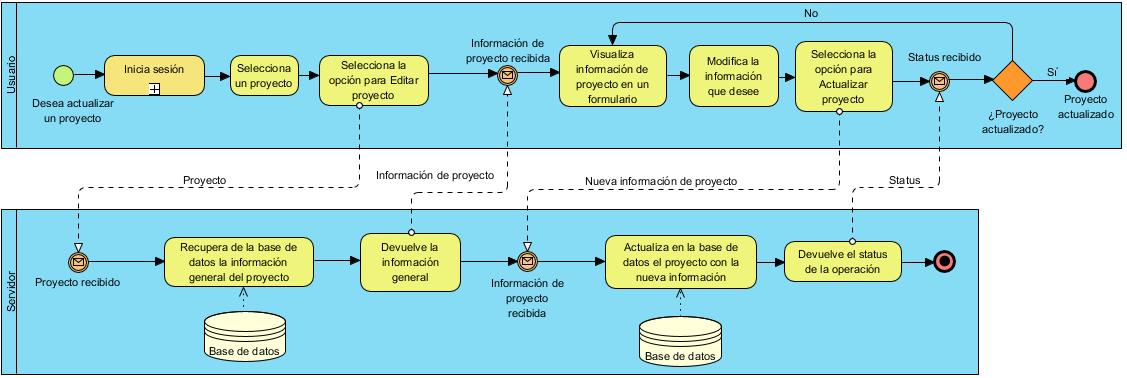 Usuario
Desea actualizar
un proyecto
Inicia sesión
Selecciona
un proyecto
Selecciona la
opción para Editar
proyecto
Información de
proyecto recibida
Visualiza
información de
proyecto en un
formulario
Modifica la
información
que desee
Selecciona la
opción para
Actualizar
proyecto
Status recibido
No
¿Proyecto
actualizado?
Sí
Proyecto
actualizado
Proyecto
Información de proyecto
Nueva información de proyecto
Status
Servidor
Proyecto recibido
Recupera de la base de
datos la información
general del proyecto
Base de datos
Devuelve la
información
general
Información de
proyecto
recibida
Actualiza en la base de
datos el proyecto con la
nueva información
Base de datos
Devuelve el status
de la operación